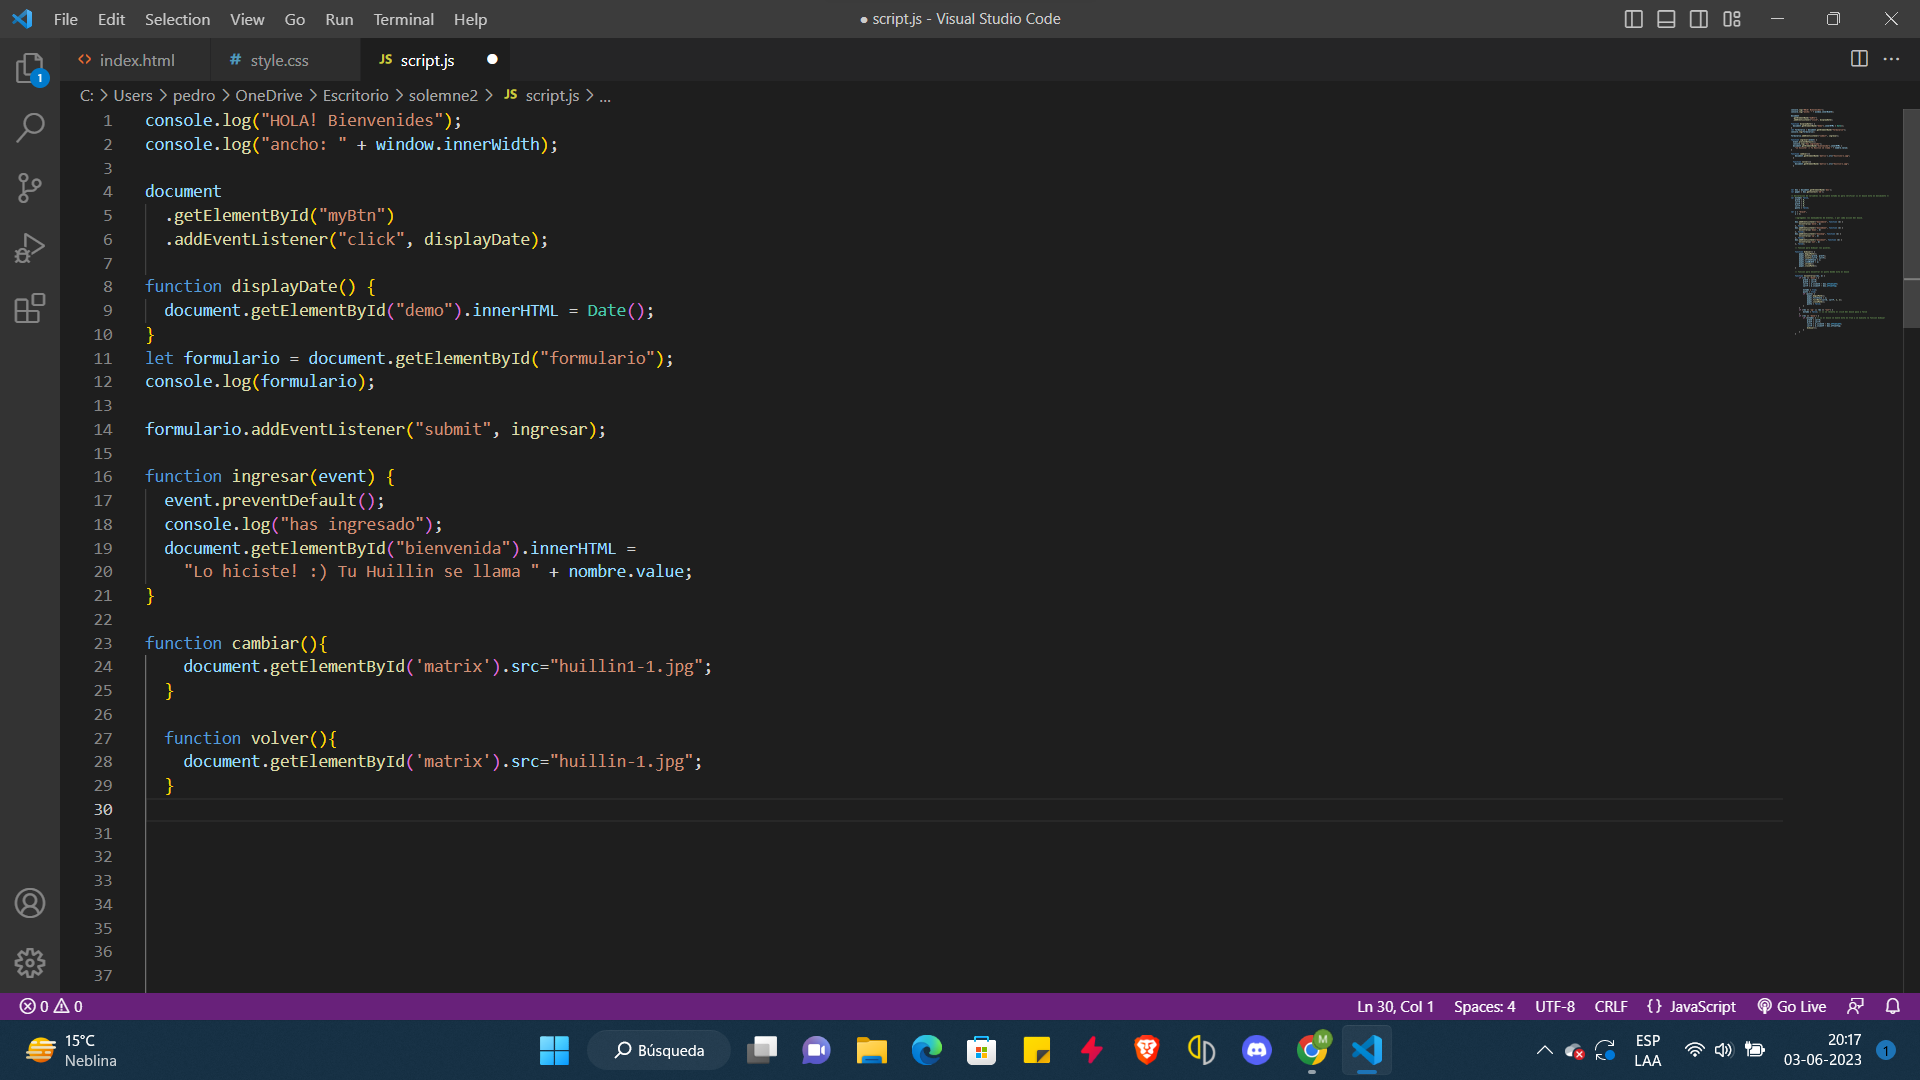 File Edit Selection View Go Run Terminal Help
● script.js - Visual Studio Code
index.html
# style.css
JS script.js ●
C: > Users > pedro > OneDrive > Escritorio > solemne2 > JS script.js > ...
1 console.log("HOLA! Bienvenides");
2 console.log("ancho: " + window.innerWidth);
3
4 document
5 .getElementById("myBtn")
6 .addEventListener("click", displayDate);
7
8 function displayDate() {
9 document.getElementById("demo").innerHTML = Date();
10 }
11 let formulario = document.getElementById("formulario");
12 console.log(formulario);
13
14 formulario.addEventListener("submit", ingresar);
15
16 function ingresar(event) {
17 event.preventDefault();
18 console.log("has ingresado");
19 document.getElementById("bienvenida").innerHTML =
20 "Lo hiciste! :) Tu Huillin se llama " + nombre.value;
21 }
22
23 function cambiar(){
24 document.getElementById('matrix').src="huillin1-1.jpg";
25 }
26
27 function volver(){
28 document.getElementById('matrix').src="huillin-1.jpg";
29 }
30
31
32
33
34
35
36
37
1
0 0
Ln 30, Col 1 Spaces: 4 UTF-8 CRLF {} JavaScript Go Live
15°C
Neblina
Búsqueda
M
ESP
LAA
20:17
03-06-2023
1